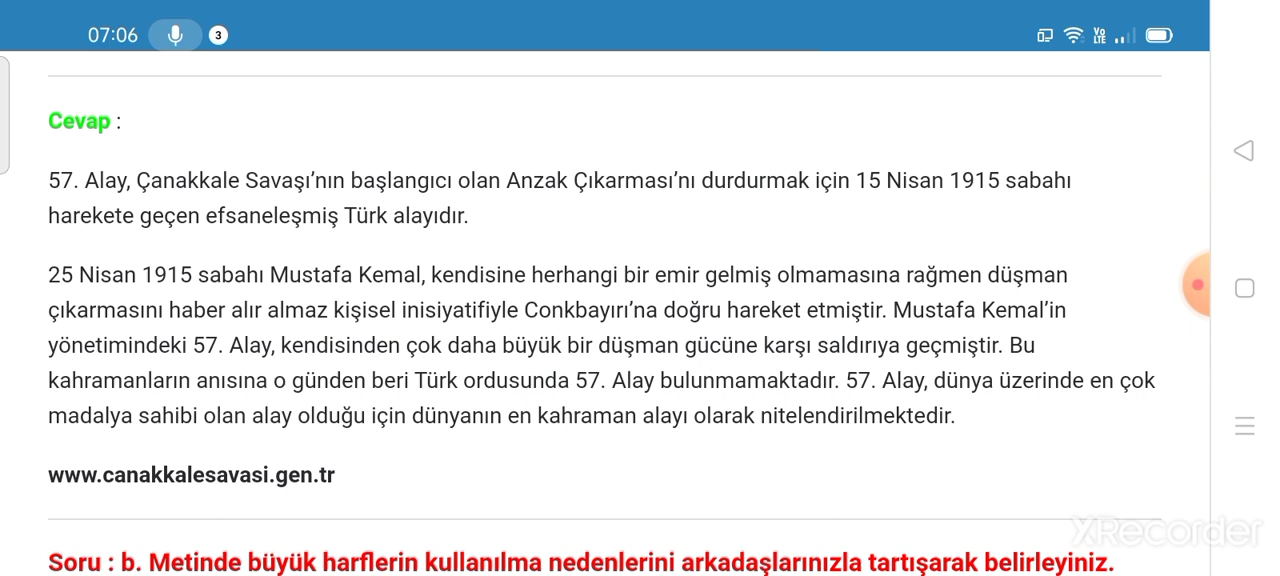 07:06 3 Vo LTE
Cevap :
57. Alay, Çanakkale Savaşı’nın başlangıcı olan Anzak Çıkarması’nı durdurmak için 15 Nisan 1915 sabahı
harekete geçen efsaneleşmiş Türk alayıdır.
25 Nisan 1915 sabahı Mustafa Kemal, kendisine herhangi bir emir gelmiş olmamasına rağmen düşman
çıkarmasını haber alır almaz kişisel inisiyatifiyle Conkbayırı’na doğru hareket etmiştir. Mustafa Kemal’in
yönetimindeki 57. Alay, kendisinden çok daha büyük bir düşman gücüne karşı saldırıya geçmiştir. Bu
kahramanların anısına o günden beri Türk ordusunda 57. Alay bulunmamaktadır. 57. Alay, dünya üzerinde en çok
madalya sahibi olan alay olduğu için dünyanın en kahraman alayı olarak nitelendirilmektedir.
www.canakkalesavasi.gen.tr
XRecorder
Soru : b. Metinde büyük harflerin kullanılma nedenlerini arkadaşlarınızla tartışarak belirleyiniz.